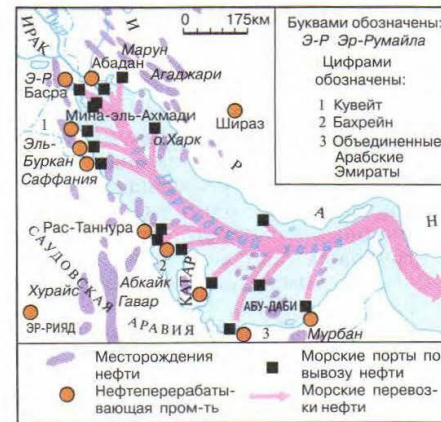 ИРАК
И
0 175км
Марун
Абадан
Агаджари
Э-Р
Басра
Мина-эль-Ахмади
о.Харк
1
Шираз
Эль-
Буркан
Саффания
Р
Персидский залив
А
Н
Рас-Таннура
2
САУДОВСКАЯ
АРАВИЯ
Абкайк
Гавар
КАТАР
Хурайс
ЭР-РИЯД
АБУ-ДАБИ
3
Мурбан
Буквами обозначены:
Э-Р Эр-Румайла
Цифрами
обозначены:
1 Кувейт
2 Бахрейн
3 Объединенные
Арабские
Эмираты
Месторождения
нефти
Нефтеперерабаты-
вающая пром-ть
Морские порты по
вывозу нефти
Морские перевоз-
ки нефти